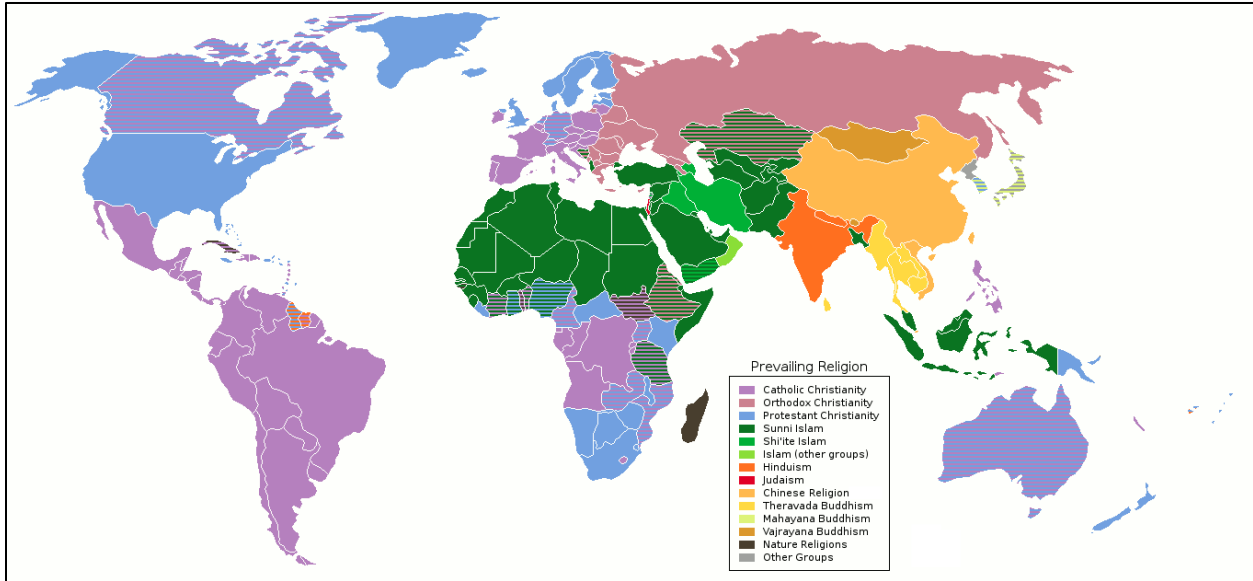 Prevailing Religion
Catholic Christianity
Orthodox Christianity
Protestant Christianity
Sunni Islam
Shi'ite Islam
Islam (other groups)
Hinduism
Judaism
Chinese Religion
Theravada Buddhism
Mahayana Buddhism
Vajrayana Buddhism
Nature Religions
Other Groups